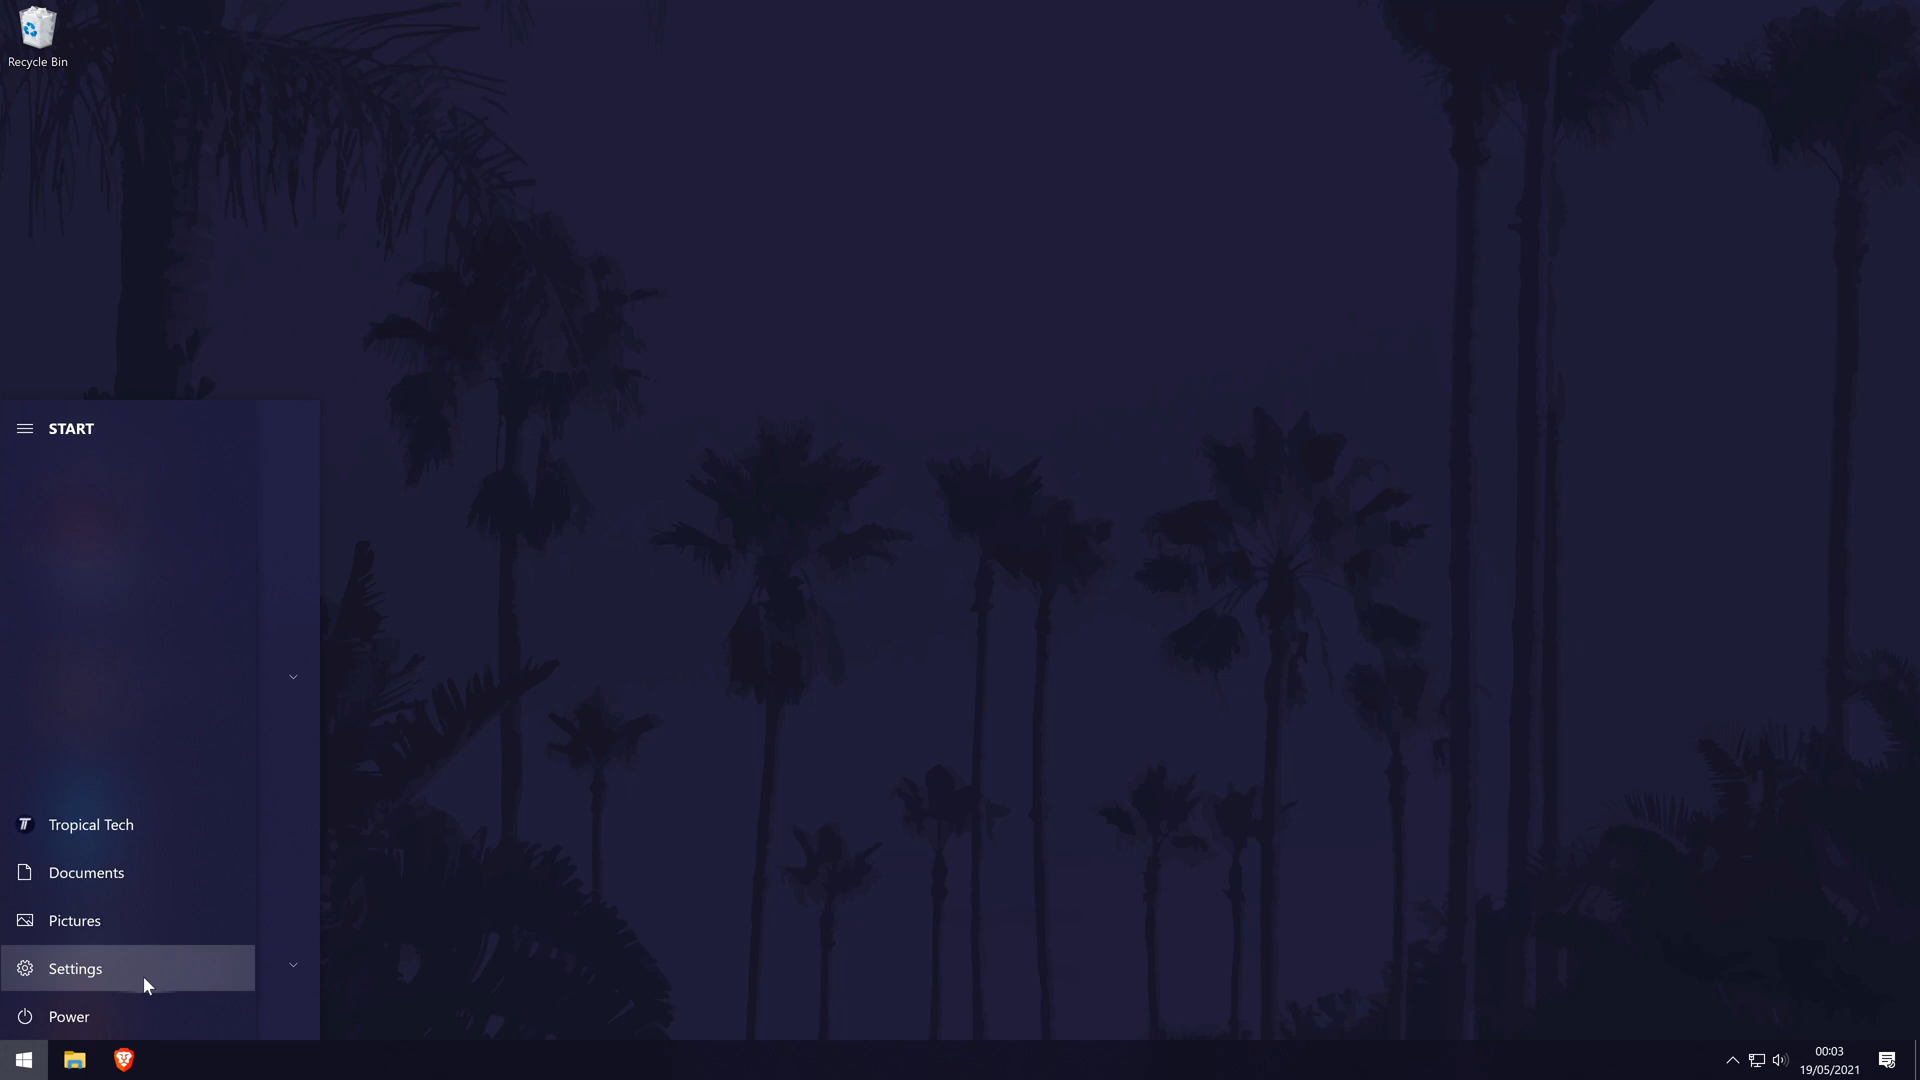 Recycle Bin
START
Tropical Tech
Documents
Pictures
Settings
Power
00:03
19/05/2021